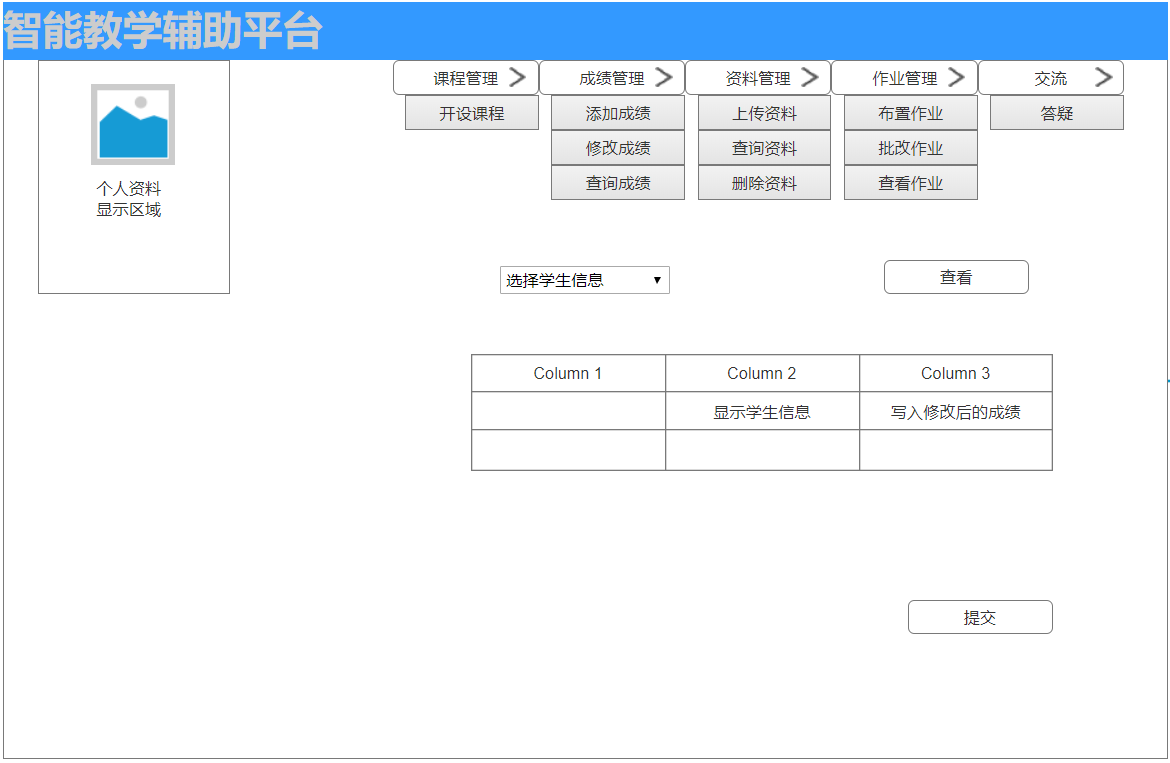 智能教学辅助平台
课程管理 成绩管理 资料管理 作业管理 交流
开设课程 添加成绩 上传资料 布置作业 答疑
修改成绩 查询资料 批改作业
查询成绩 删除资料 查看作业
个人资料
显示区域
选择学生信息 查看
Column 1 Column 2 Column 3
显示学生信息 写入修改后的成绩
提交